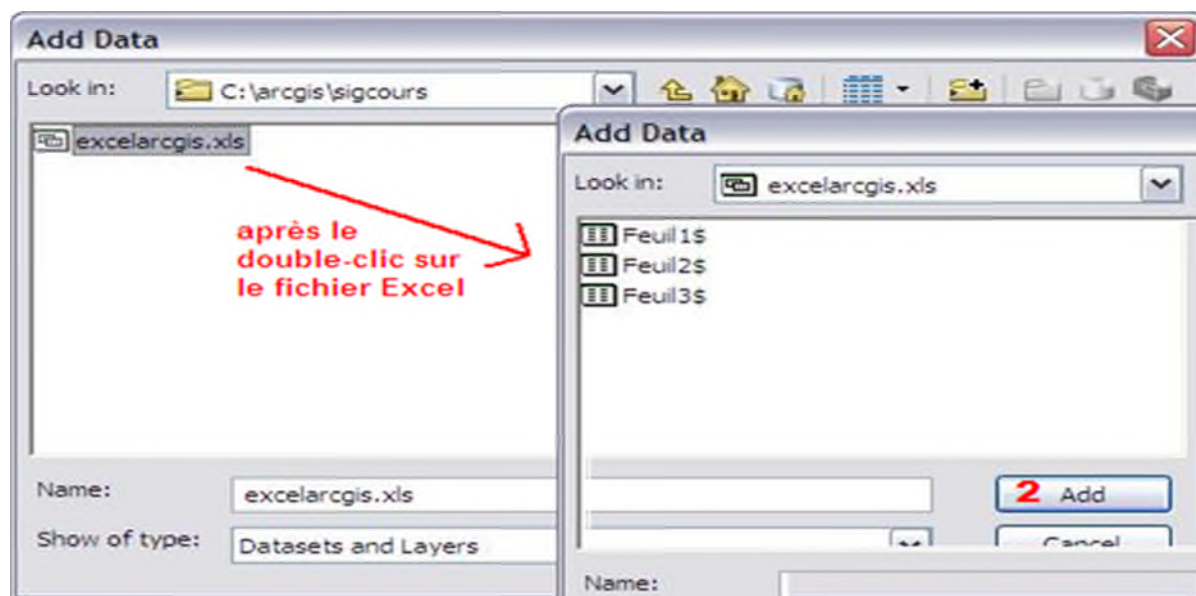 Add Data
Look in:
C:\arcgis\sigcours
excelarcgis.xls
après le
double-clic sur
le fichier Excel
Name:
excelarcgis.xls
Show of type:
Datasets and Layers
Add Data
Look in:
excelarcgis.xls
Feuil1$
Feuil2$
Feuil3$
2 Add
Cancel
Name: